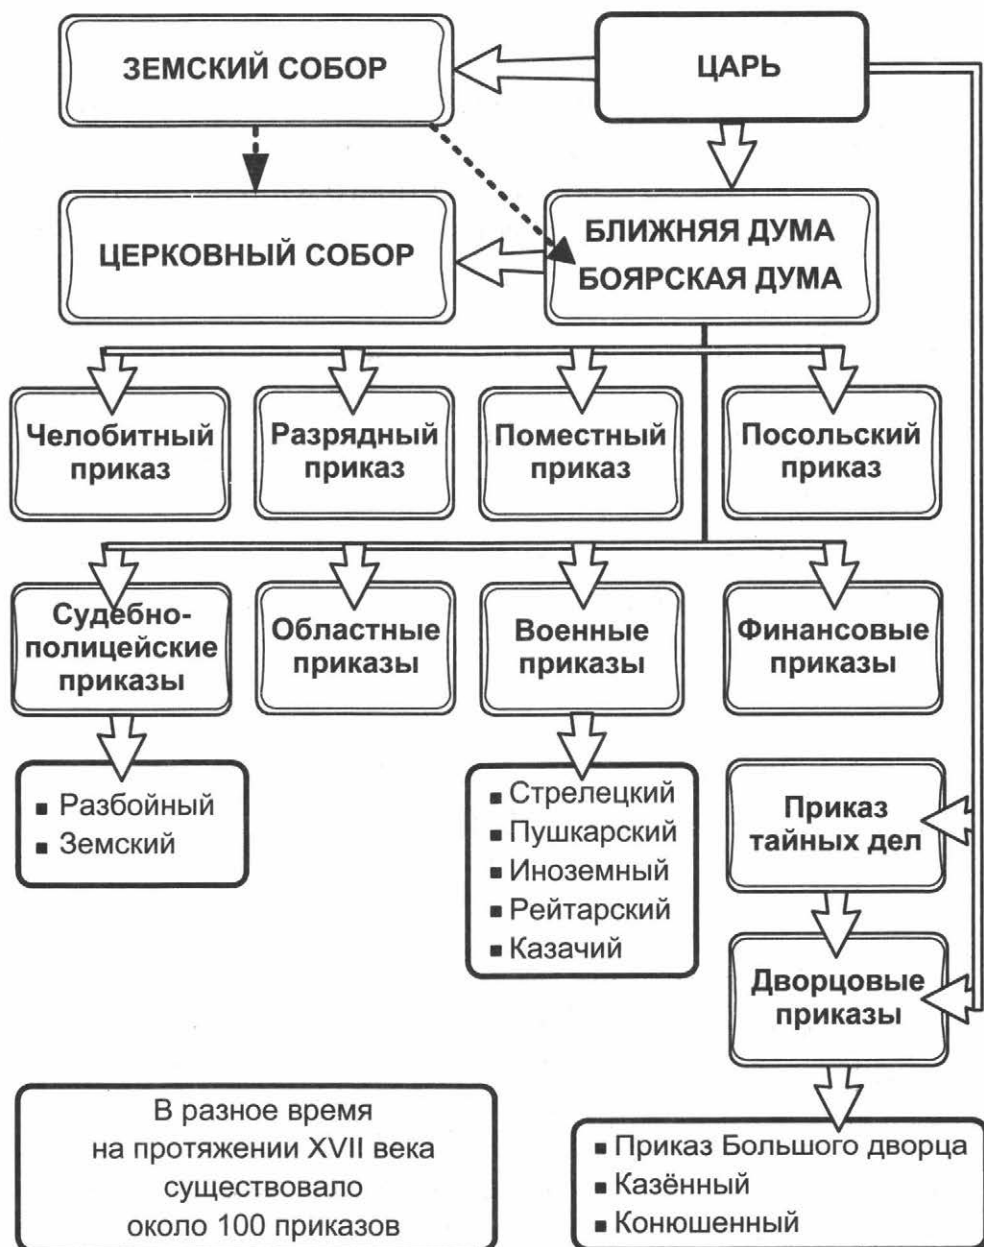 ЗЕМСКИЙ СОБОР
ЦАРЬ
ЦЕРКОВНЫЙ СОБОР
БЛИЖНЯЯ ДУМА
БОЯРСКАЯ ДУМА
Челобитный
приказ
Разрядный
приказ
Поместный
приказ
Посольский
приказ
Судебно-
полицейские
приказы
Областные
приказы
Военные
приказы
Финансовые
приказы
▪ Разбойный
▪ Земский
▪ Стрелецкий
▪ Пушкарский
▪ Иноземный
▪ Рейтарский
▪ Казачий
Приказ
тайных дел
Дворцовые
приказы
В разное время
на протяжении XVII века
существовало
около 100 приказов
▪ Приказ Большого дворца
▪ Казённый
▪ Конюшенный